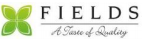 FIELDS
A Taste of Quality